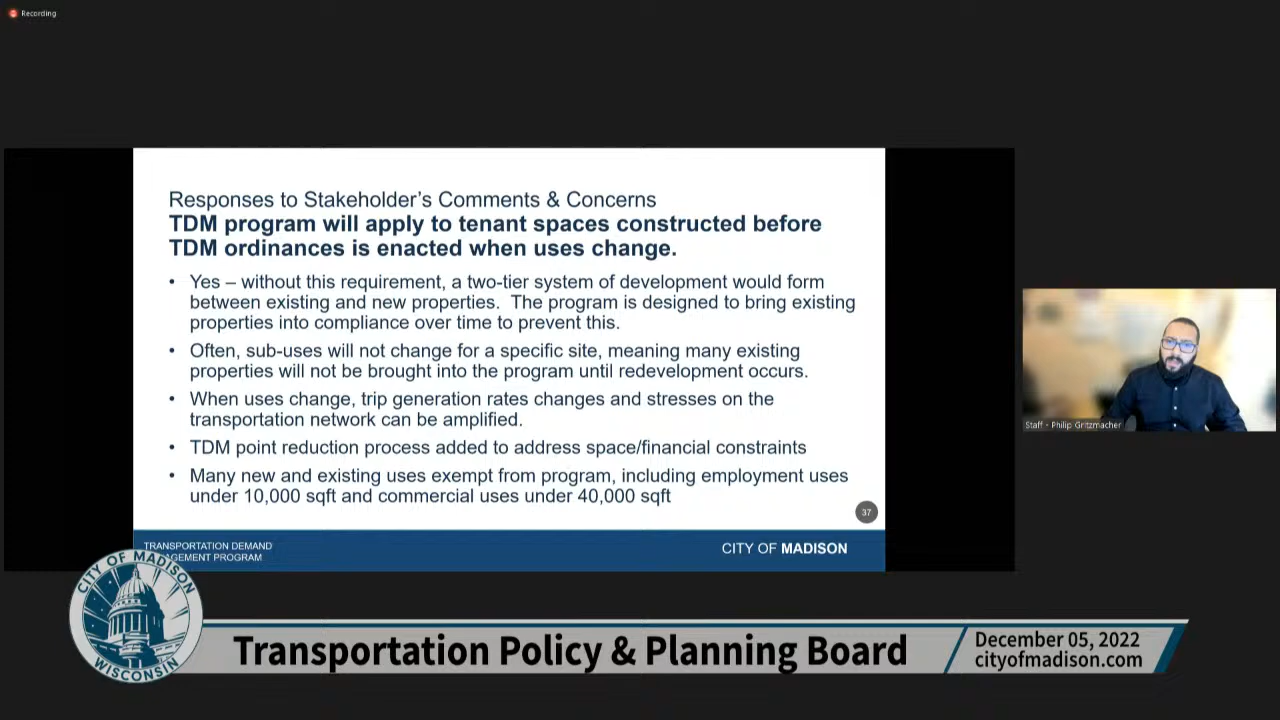 Recording
Responses to Stakeholder’s Comments & Concerns
TDM program will apply to tenant spaces constructed before
TDM ordinances is enacted when uses change.
• Yes – without this requirement, a two-tier system of development would form
between existing and new properties.  The program is designed to bring existing
properties into compliance over time to prevent this.
• Often, sub-uses will not change for a specific site, meaning many existing
properties will not be brought into the program until redevelopment occurs.
• When uses change, trip generation rates changes and stresses on the
transportation network can be amplified.
• TDM point reduction process added to address space/financial constraints
• Many new and existing uses exempt from program, including employment uses
under 10,000 sqft and commercial uses under 40,000 sqft
37
TRANSPORTATION DEMAND
AGEMENT PROGRAM
CITY OF MADISON
Staff - Philip Gritzmacher
CITY OF MADISON
WISCONSIN
Transportation Policy & Planning Board
December 05, 2022
cityofmadison.com